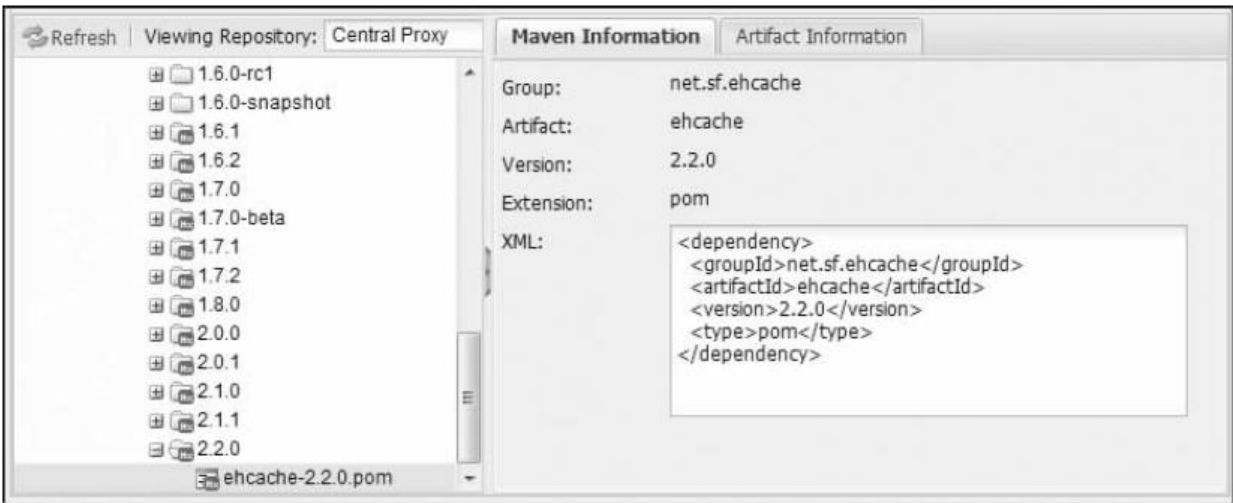 Refresh Viewing Repository: Central Proxy
1.6.0-rc1
1.6.0-snapshot
1.6.1
1.6.2
1.7.0
1.7.0-beta
1.7.1
1.7.2
1.8.0
2.0.0
2.0.1
2.1.0
2.1.1
2.2.0
ehcache-2.2.0.pom
Maven Information Artifact Information
Group: net.sf.ehcache
Artifact: ehcache
Version: 2.2.0
Extension: pom
XML:
<dependency>
<groupId>net.sf.ehcache</groupId>
<artifactId>ehcache</artifactId>
<version>2.2.0</version>
<type>pom</type>
</dependency>